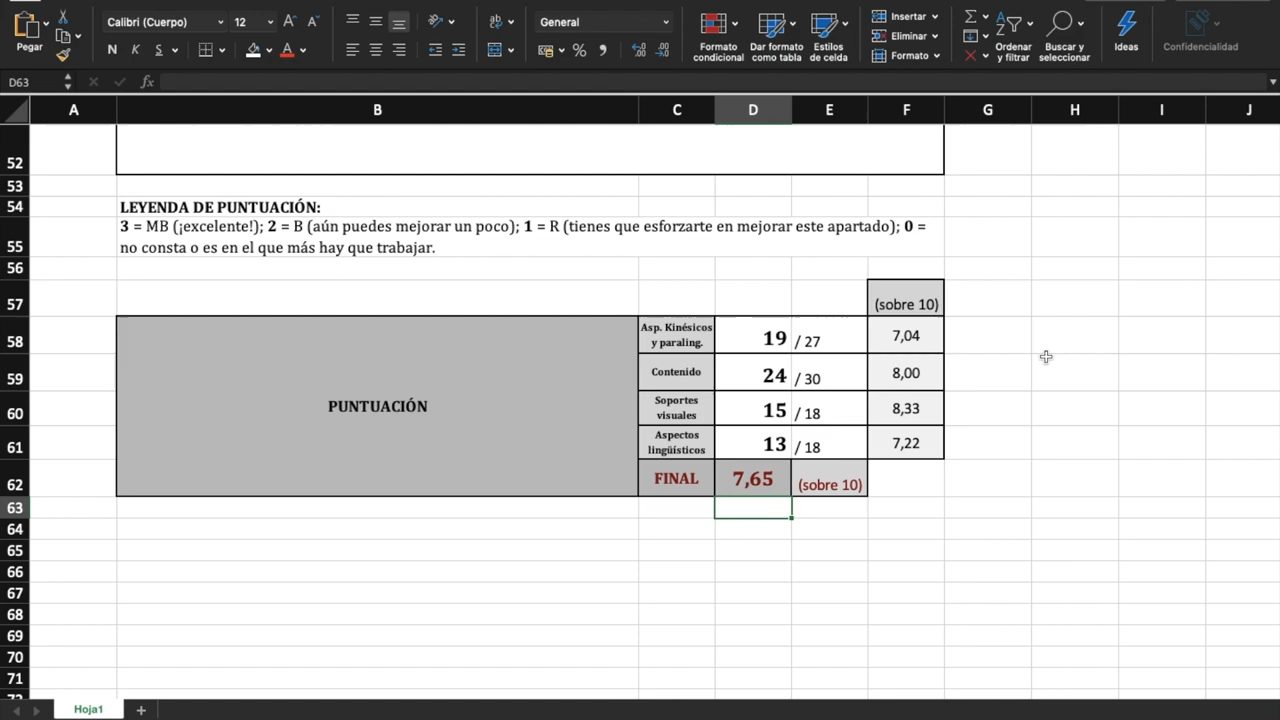 Pegar
Calibri (Cuerpo) 12 A A
N K S A
ab
General
% 000
Formato condicional
Dar formato como tabla
Estilos de celda
Insertar
Eliminar
Formato
Ordenar y filtrar
Buscar y seleccionar
Ideas
Confidencialidad
D63 fx
A B C D E F G H I J
52
53
54 LEYENDA DE PUNTUACIÓN:
3 = MB (¡excelente!); 2 = B (aún puedes mejorar un poco); 1 = R (tienes que esforzarte en mejorar este apartado); 0 =
55 no consta o es en el que más hay que trabajar.
56
57 (sobre 10)
58 Asp. Kinésicos y paraling. 19 / 27 7,04
59 Contenido 24 / 30 8,00
PUNTUACIÓN
60 Soportes visuales 15 / 18 8,33
61 Aspectos lingüísticos 13 / 18 7,22
62 FINAL 7,65 (sobre 10)
63
64
65
66
67
68
69
70
71
Hoja1